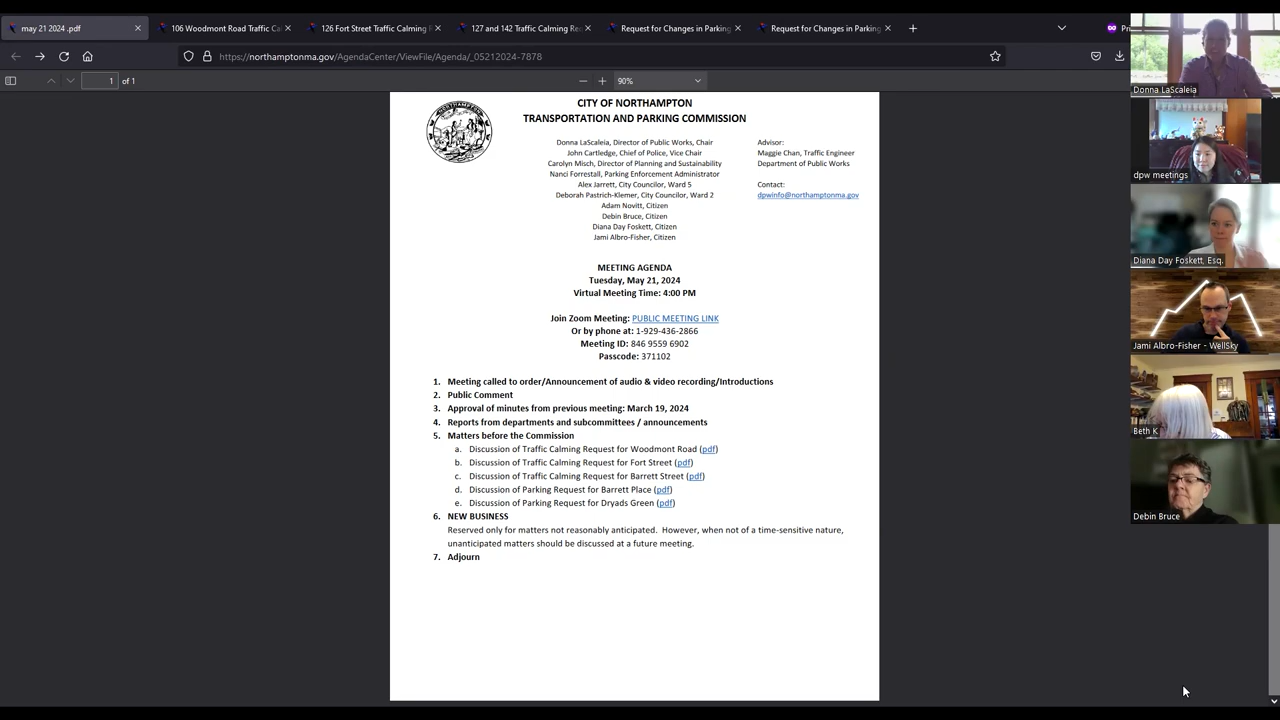 may 21 2024 .pdf
106 Woodmont Road Traffic Ca
126 Fort Street Traffic Calming
127 and 142 Traffic Calming Re
Request for Changes in Parking
Request for Changes in Parking
https://northamptonma.gov/AgendaCenter/ViewFile/Agenda/_05212024-7878
1 of 1
90%
CITY OF NORTHAMPTON
TRANSPORTATION AND PARKING COMMISSION
Donna LaScaleia, Director of Public Works, Chair
John Cartledge, Chief of Police, Vice Chair
Carolyn Misch, Director of Planning and Sustainability
Nanci Forrestall, Parking Enforcement Administrator
Alex Jarrett, City Councilor, Ward 5
Deborah Pastrich-Klemer, City Councilor, Ward 2
Adam Novitt, Citizen
Debin Bruce, Citizen
Diana Day Foskett, Citizen
Jami Albro-Fisher, Citizen
Advisor:
Maggie Chan, Traffic Engineer
Department of Public Works
Contact:
dpwinfo@northamptonma.gov
MEETING AGENDA
Tuesday, May 21, 2024
Virtual Meeting Time: 4:00 PM
Join Zoom Meeting: PUBLIC MEETING LINK
Or by phone at: 1-929-436-2866
Meeting ID: 846 9559 6902
Passcode: 371102
1. Meeting called to order/Announcement of audio & video recording/Introductions
2. Public Comment
3. Approval of minutes from previous meeting: March 19, 2024
4. Reports from departments and subcommittees / announcements
5. Matters before the Commission
a. Discussion of Traffic Calming Request for Woodmont Road (pdf)
b. Discussion of Traffic Calming Request for Fort Street (pdf)
c. Discussion of Traffic Calming Request for Barrett Street (pdf)
d. Discussion of Parking Request for Barrett Place (pdf)
e. Discussion of Parking Request for Dryads Green (pdf)
6. NEW BUSINESS
Reserved only for matters not reasonably anticipated. However, when not of a time-sensitive nature,
unanticipated matters should be discussed at a future meeting.
7. Adjourn
Donna LaScaleia
dpw meetings
Diana Day Foskett, Esq.
Jami Albro-Fisher - WellSky
Beth K
Debin Bruce